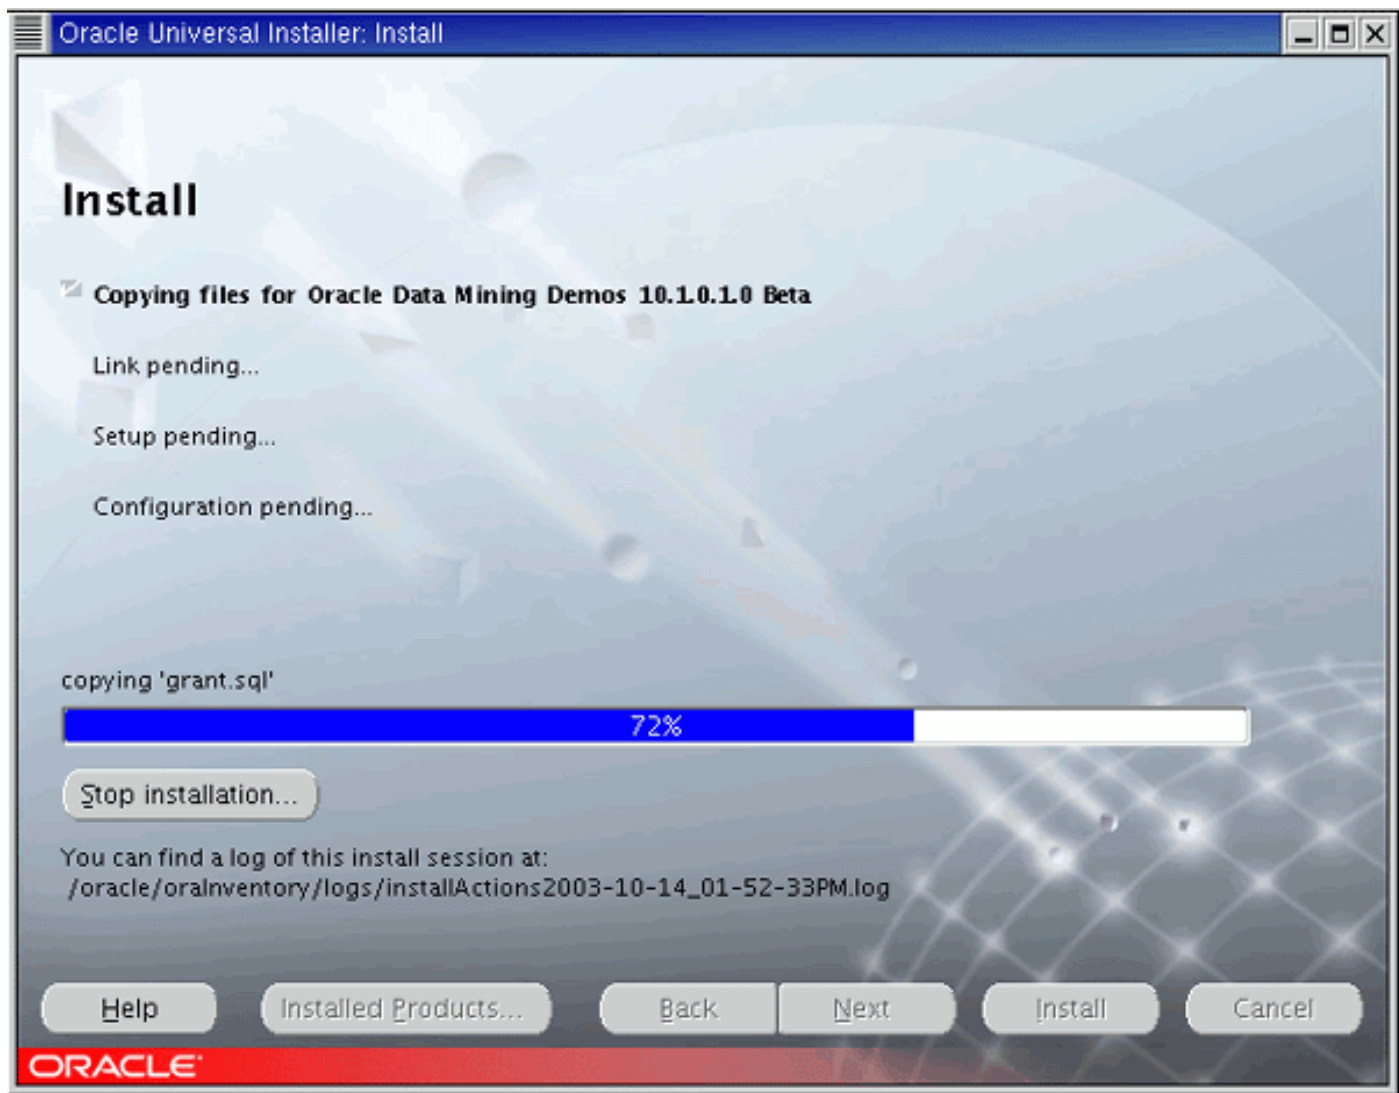 Oracle Universal Installer: Install
Install
Copying files for Oracle Data Mining Demos 10.1.0.1.0 Beta
Link pending...
Setup pending...
Configuration pending...
copying 'grant.sql'
72%
Stop installation...
You can find a log of this install session at:
/oracle/oraInventory/logs/installActions2003-10-14_01-52-33PM.log
Help Installed Products... Back Next Install Cancel
ORACLE